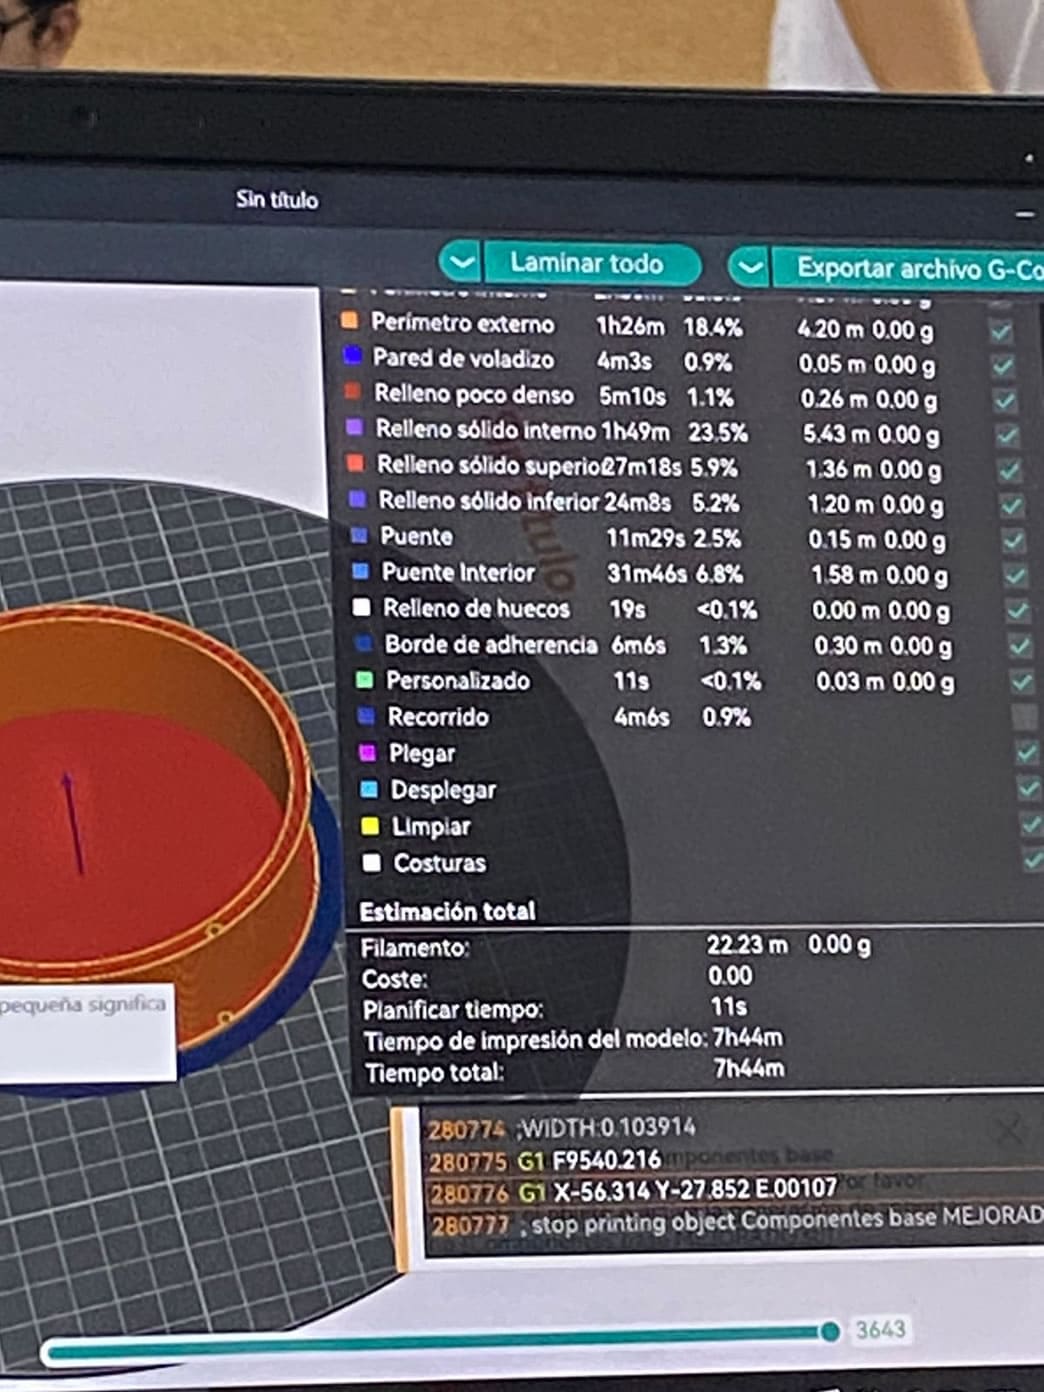 Sin título
Laminar todo
Exportar archivo G-Co
Perímetro externo 1h26m 18.4% 4.20 m 0.00 g
Pared de voladizo 4m3s 0.9% 0.05 m 0.00 g
Relleno poco denso 5m10s 1.1% 0.26 m 0.00 g
Relleno sólido interno 1h49m 23.5% 5.43 m 0.00 g
Relleno sólido superio 27m18s 5.9% 1.36 m 0.00 g
Relleno sólido inferior 24m8s 5.2% 1.20 m 0.00 g
Puente 11m29s 2.5% 0.15 m 0.00 g
Puente Interior 31m46s 6.8% 1.58 m 0.00 g
Relleno de huecos 19s <0.1% 0.00 m 0.00 g
Borde de adherencia 6m6s 1.3% 0.30 m 0.00 g
Personalizado 11s <0.1% 0.03 m 0.00 g
Recorrido 4m6s 0.9%
Plegar
Desplegar
Limpiar
Costuras
Estimación total
Filamento: 22.23 m 0.00 g
Coste: 0.00
Planificar tiempo: 11s
Tiempo de impresión del modelo: 7h44m
Tiempo total: 7h44m
pequeña significa
280774 ;WIDTH:0.103914
280775 G1 F9540.216
mponentes base
280776 G1 X-56.314 Y-27.852 E.00107
Por favor
280777 ; stop printing object Componentes base MEJORAD
3643